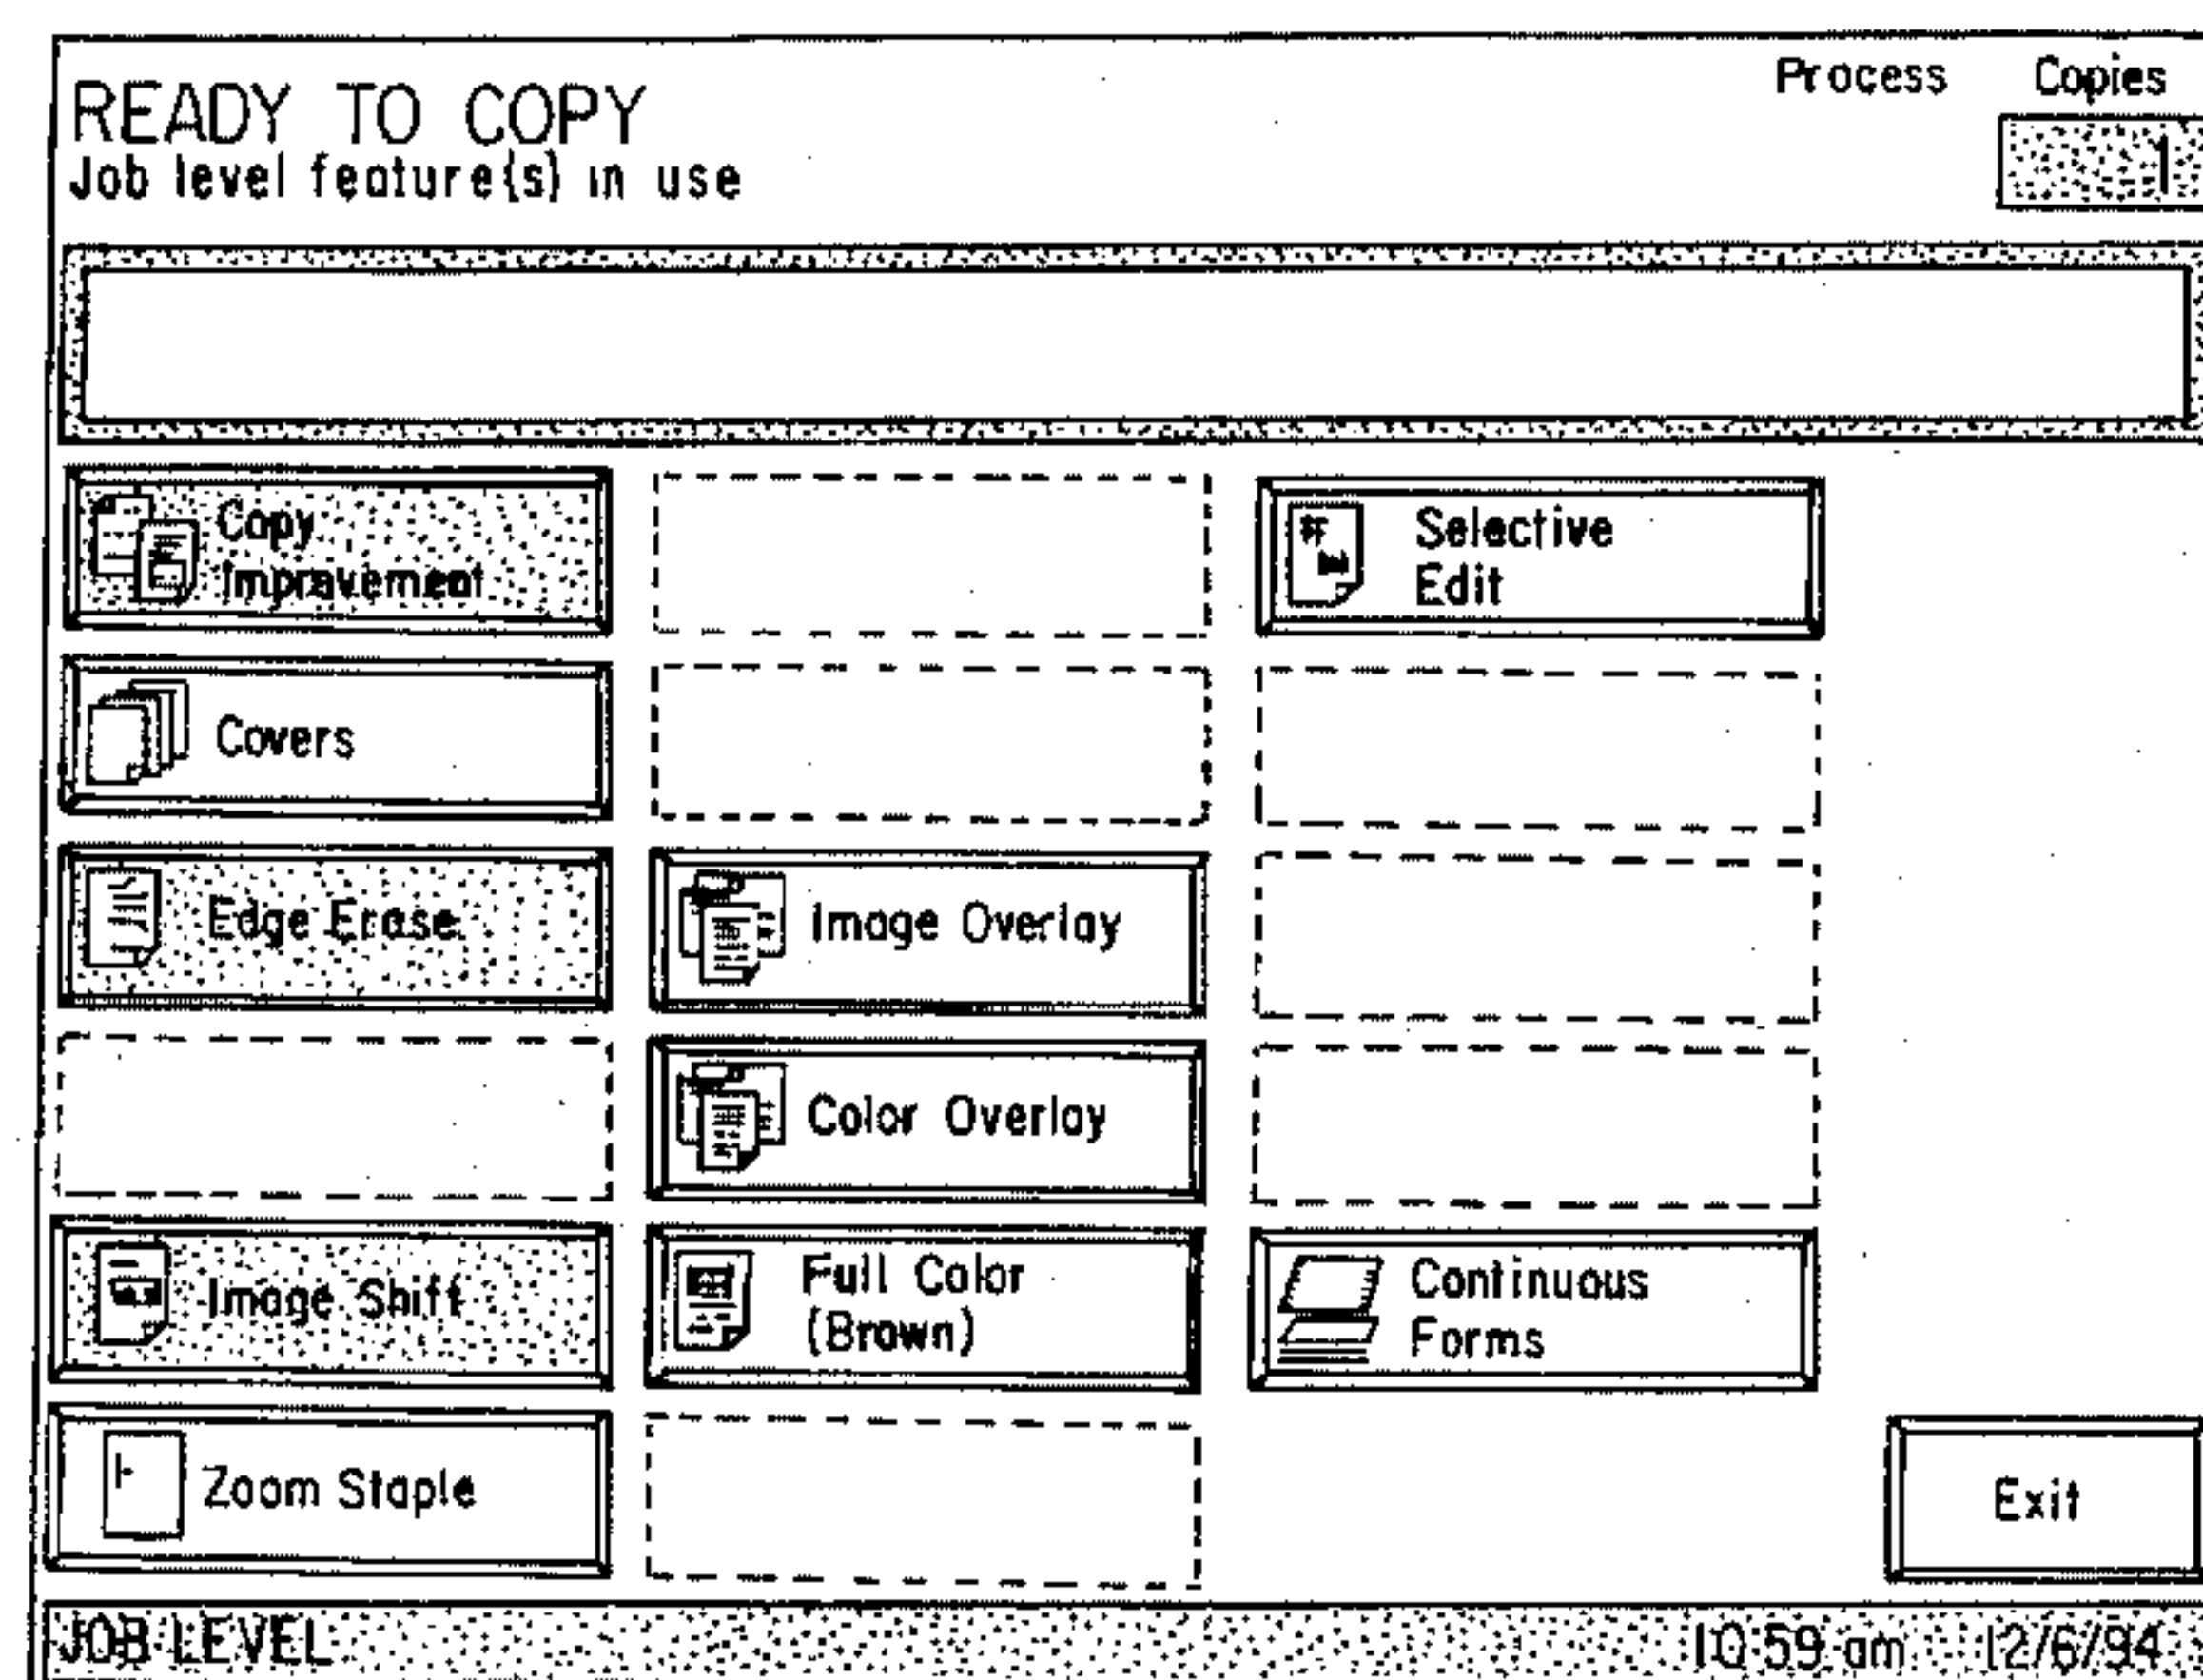 READY TO COPY
Process
Copies
Job level feature(s) in use
1
Copy
Improvement
Selective
Edit
Covers
Edge Erase
Image Overlay
Color Overlay
Image Shift
Full Color
(Brown)
Continuous
Forms
Zoom Staple
Exit
JOB LEVEL
10:59 am 12/6/94